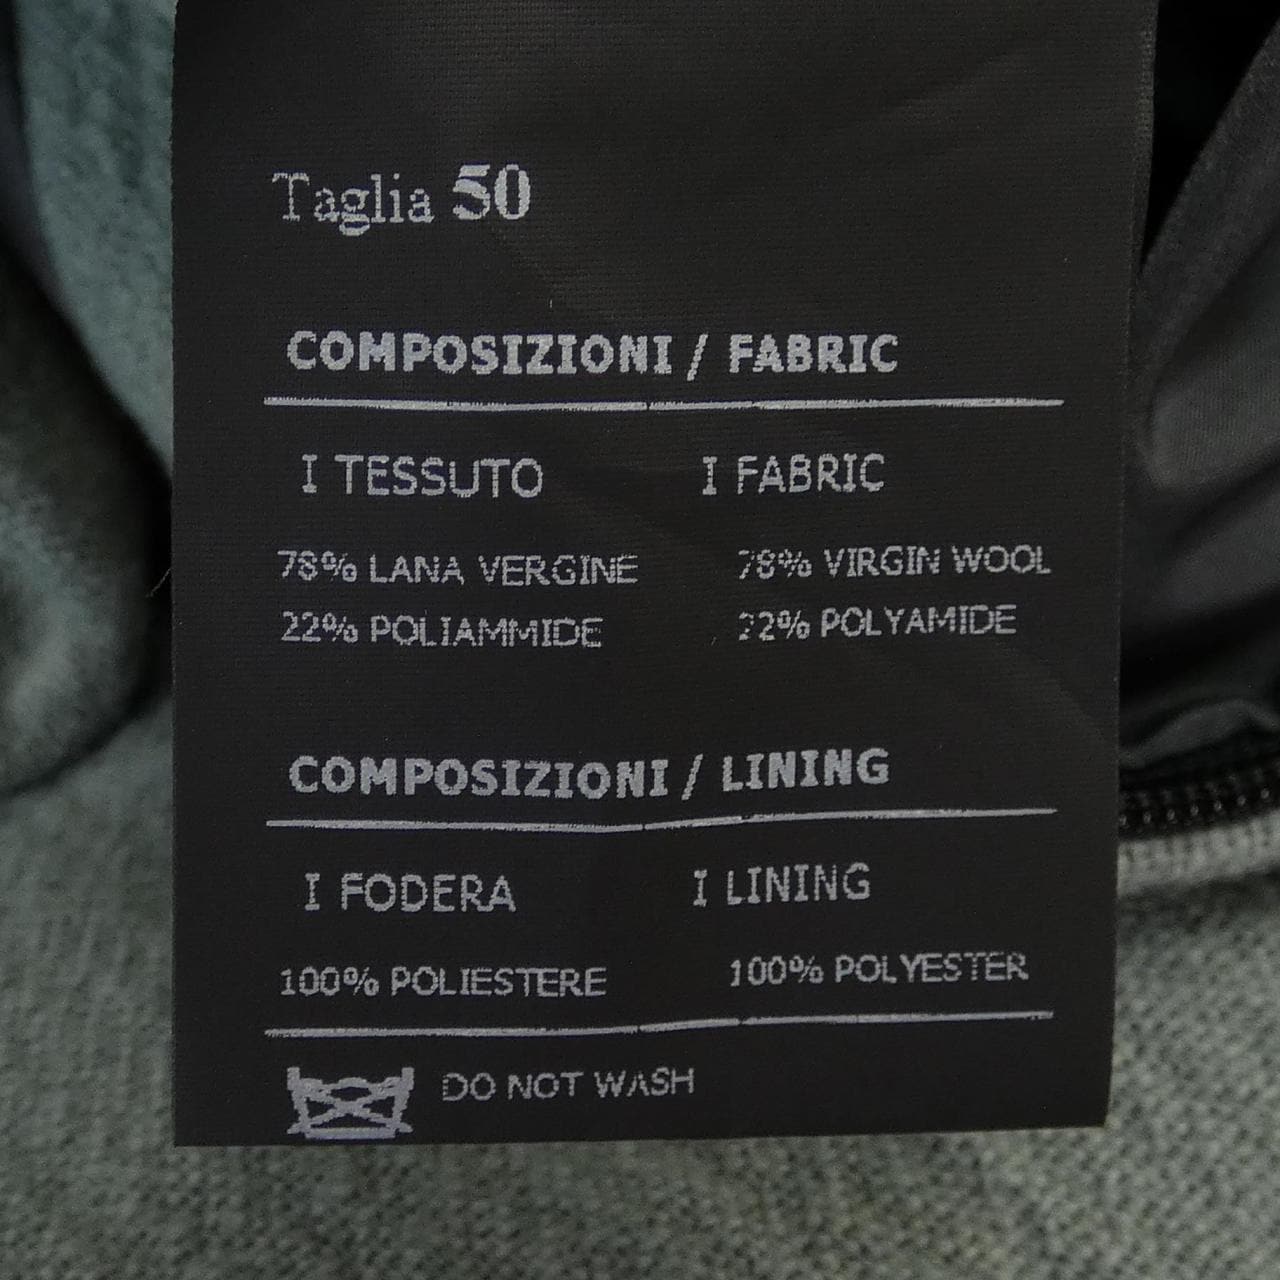 Taglia 50
COMPOSIZIONI / FABRIC
I TESSUTO I FABRIC
78% LANA VERGINE 78% VIRGIN WOOL
22% POLIAMMIDE 22% POLYAMIDE
COMPOSIZIONI / LINING
I FODERA I LINING
100% POLIESTERE 100% POLYESTER
DO NOT WASH